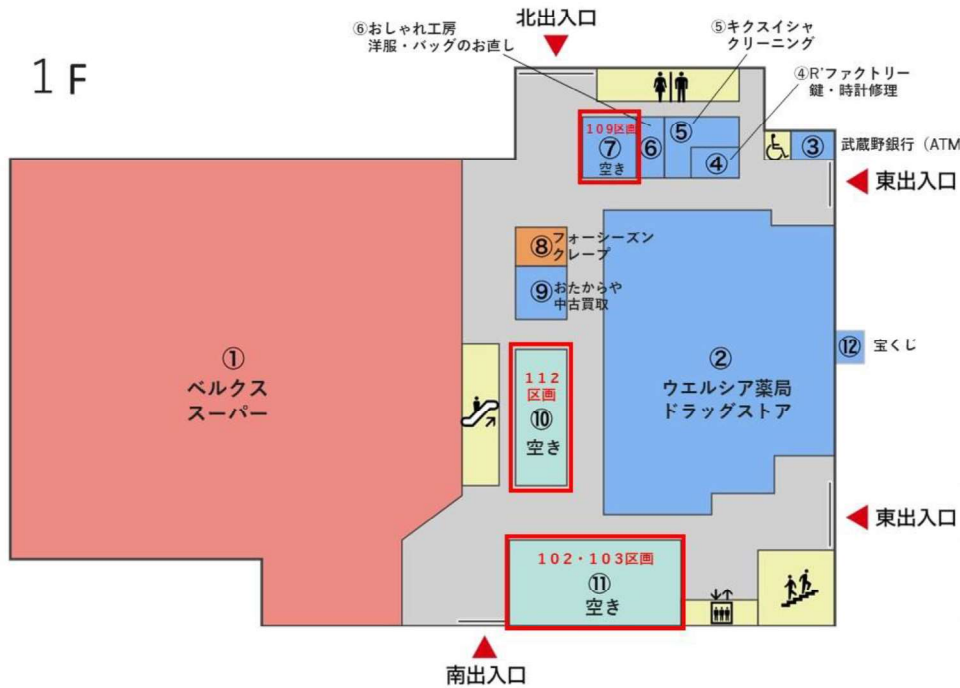 1F
北出入口
⑥おしゃれ工房
洋服・バッグのお直し
⑤キクスイシャ
クリーニング
④R'ファクトリー
鍵・時計修理
109区画
⑦
空き
⑥
⑤
④
③
武蔵野銀行（ATM
東出入口
⑧
フォーシーズン
クレープ
⑨
おたからや
中古買取
①
ベルクス
スーパー
112
区画
⑩
空き
②
ウエルシア薬局
ドラッグストア
⑫
宝くじ
東出入口
102・103区画
⑪
空き
南出入口